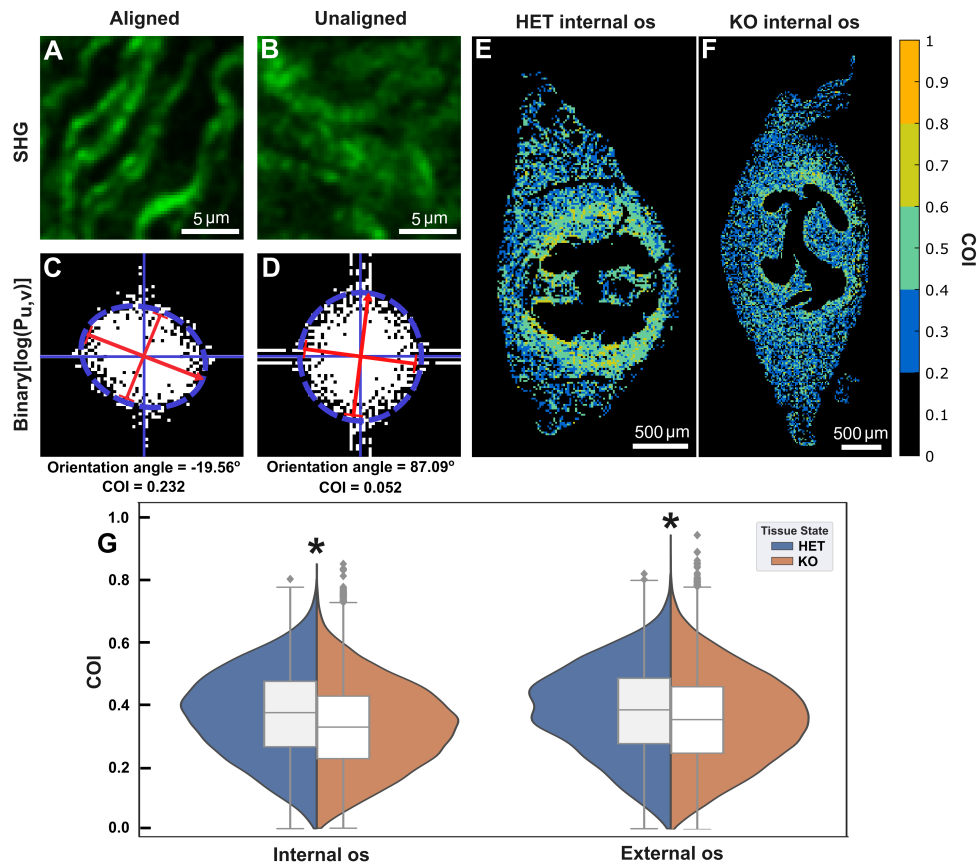 Aligned
Unaligned
HET internal os
KO internal os
A
B
E
F
SHG
5 µm
5 µm
C
D
Binary[log(Pu,v)]
500 µm
500 µm
1
0.9
0.8
0.6
0.5
0.4
0.3
0.2
0.1
0
COI
Orientation angle = -19.56°
COI = 0.232
Orientation angle = 87.09°
COI = 0.052
G
1.0
0.8
0.6
0.4
0.2
0.0
COI
*
*
Tissue State
HET
KO
Internal os
External os